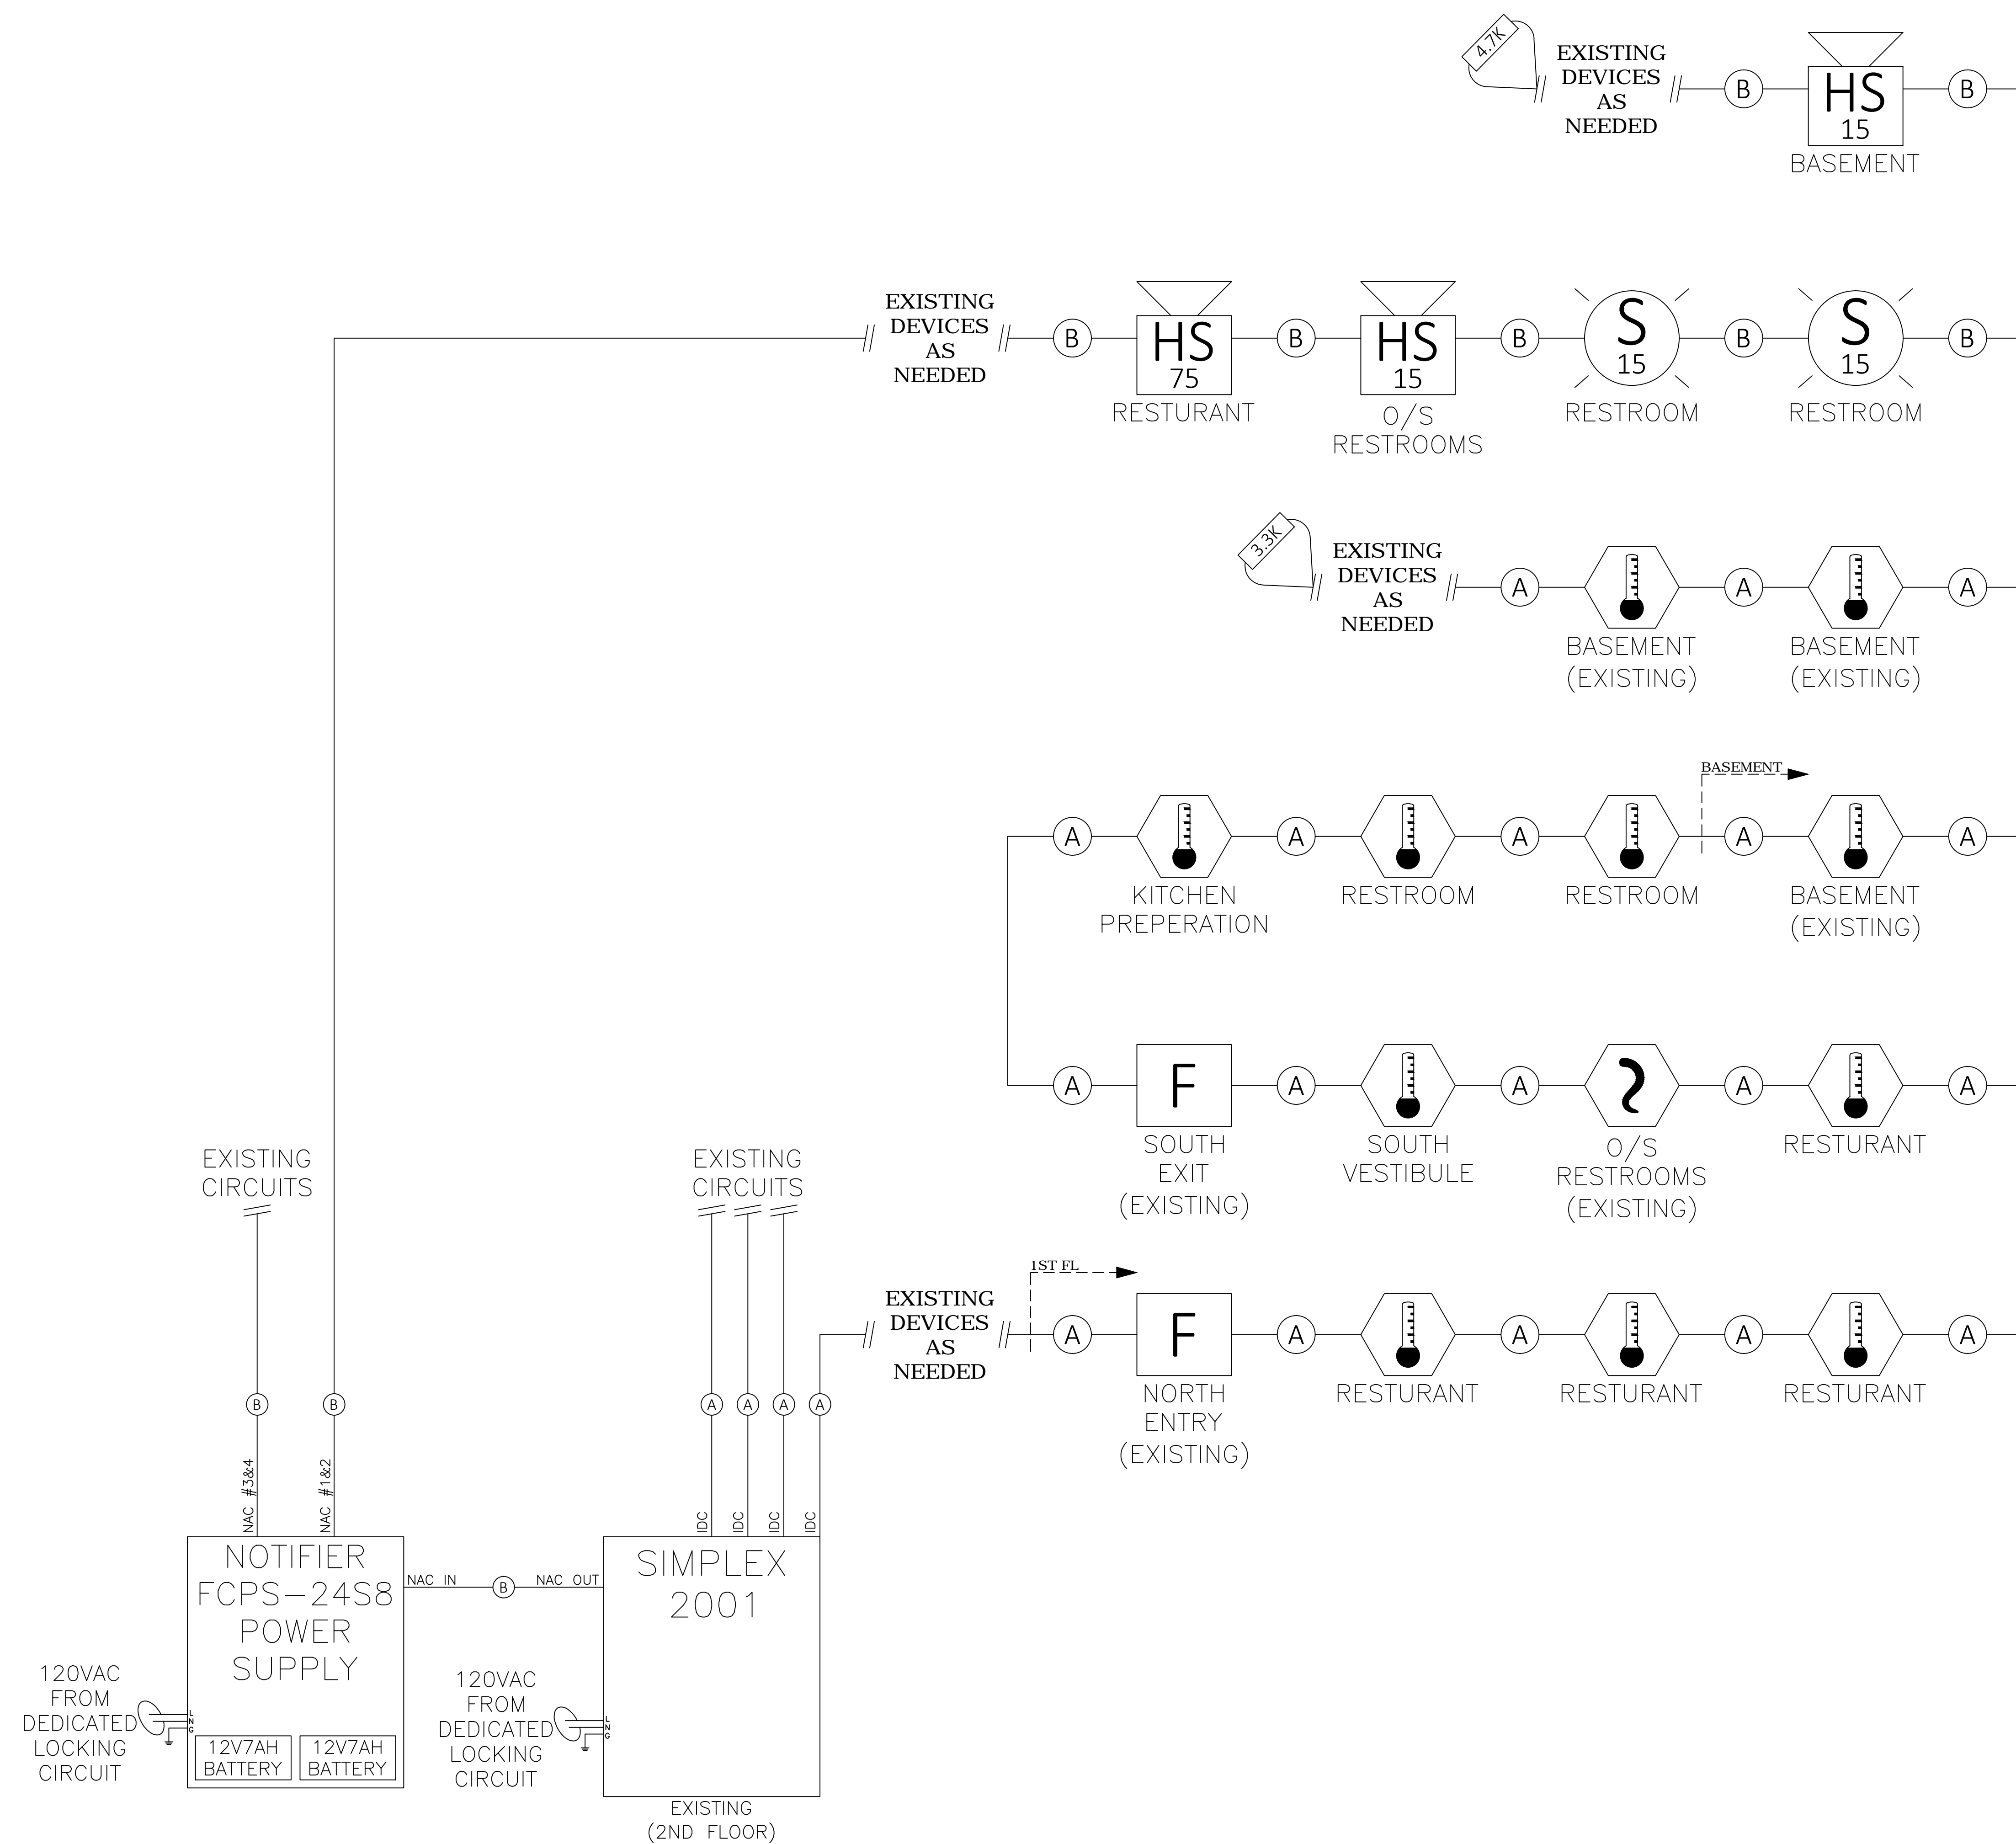 4.7K
EXISTING
DEVICES
AS
NEEDED
B
HS
15
BASEMENT
B
EXISTING
DEVICES
AS
NEEDED
B
HS
75
RESTURANT
B
HS
15
O/S
RESTROOMS
B
S
15
RESTROOM
B
S
15
RESTROOM
B
3.3K
EXISTING
DEVICES
AS
NEEDED
A
BASEMENT
(EXISTING)
A
BASEMENT
(EXISTING)
A
A
KITCHEN
PREPERATION
A
RESTROOM
A
RESTROOM
BASEMENT
A
BASEMENT
(EXISTING)
A
A
F
SOUTH
EXIT
(EXISTING)
A
SOUTH
VESTIBULE
A
O/S
RESTROOMS
(EXISTING)
A
RESTURANT
A
EXISTING
DEVICES
AS
NEEDED
1ST FL
A
F
NORTH
ENTRY
(EXISTING)
A
RESTURANT
A
RESTURANT
A
RESTURANT
A
EXISTING
CIRCUITS
B
B
NAC #3&4
NAC #1&2
EXISTING
CIRCUITS
A
A
A
A
IDC
IDC
IDC
IDC
NOTIFIER
FCPS-24S8
POWER
SUPPLY
12V7AH
BATTERY
12V7AH
BATTERY
120VAC
FROM
DEDICATED
LOCKING
CIRCUIT
L
N
G
NAC IN
B
NAC OUT
SIMPLEX
2001
120VAC
FROM
DEDICATED
LOCKING
CIRCUIT
L
N
G
EXISTING
(2ND FLOOR)